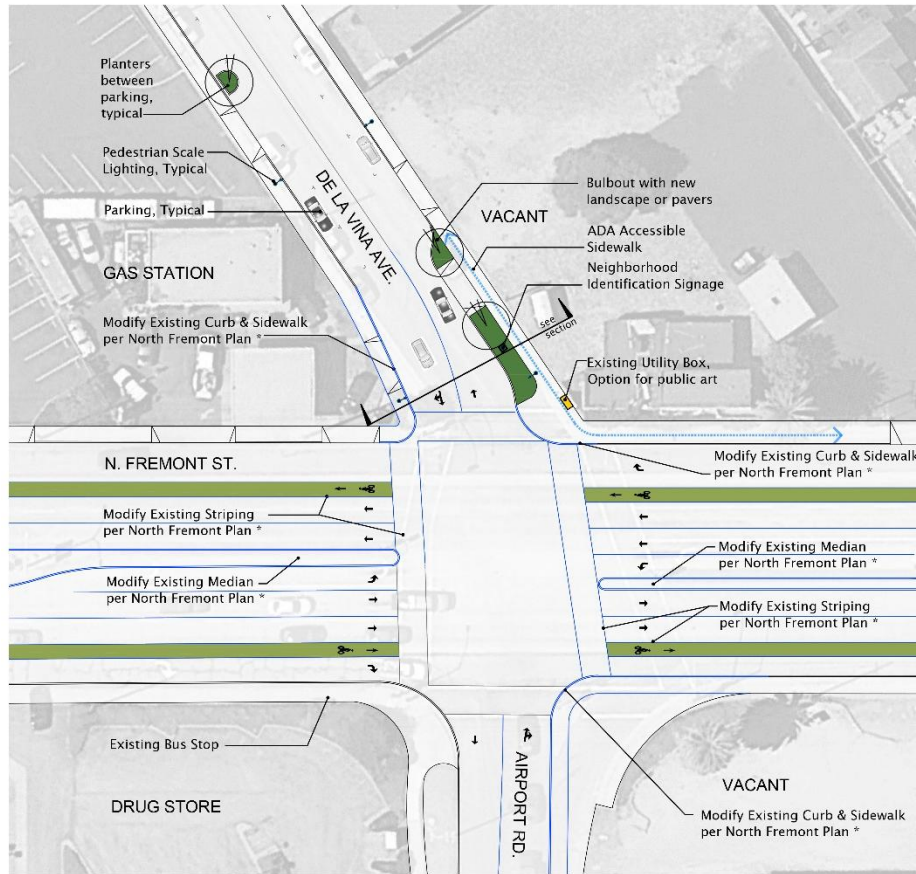 Planters
between
parking,
typical
Pedestrian Scale
Lighting, Typical
Parking, Typical
DE LA VINA AVE.
GAS STATION
Modify Existing Curb & Sidewalk
per North Fremont Plan *
Bulbout with new
landscape or pavers
VACANT
ADA Accessible
Sidewalk
Neighborhood
Identification Signage
see
section
Existing Utility Box,
Option for public art
Modify Existing Curb & Sidewalk
per North Fremont Plan *
N. FREMONT ST.
Modify Existing Striping
per North Fremont Plan *
Modify Existing Median
per North Fremont Plan *
Modify Existing Median
per North Fremont Plan *
Modify Existing Striping
per North Fremont Plan *
Existing Bus Stop
DRUG STORE
AIRPORT RD.
VACANT
Modify Existing Curb & Sidewalk
per North Fremont Plan *